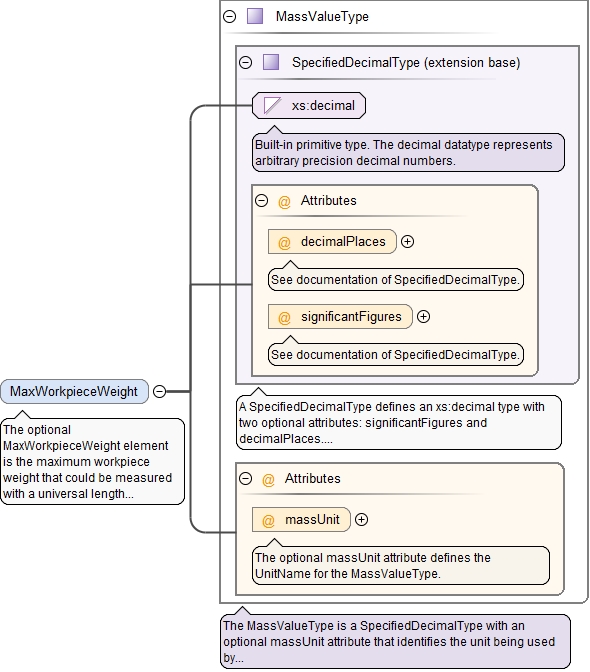 MassValueType
SpecifiedDecimalType (extension base)
xs:decimal
Built-in primitive type. The decimal datatype represents
arbitrary precision decimal numbers.
@ Attributes
@ decimalPlaces
See documentation of SpecifiedDecimalType.
@ significantFigures
See documentation of SpecifiedDecimalType.
MaxWorkpieceWeight
The optional
MaxWorkpieceWeight element
is the maximum workpiece
weight that could be measured
with a universal length...
A SpecifiedDecimalType defines an xs:decimal type with
two optional attributes: significantFigures and
decimalPlaces....
@ Attributes
@ massUnit
The optional massUnit attribute defines the
UnitName for the MassValueType.
The MassValueType is a SpecifiedDecimalType with an
optional massUnit attribute that identifies the unit being used
by...